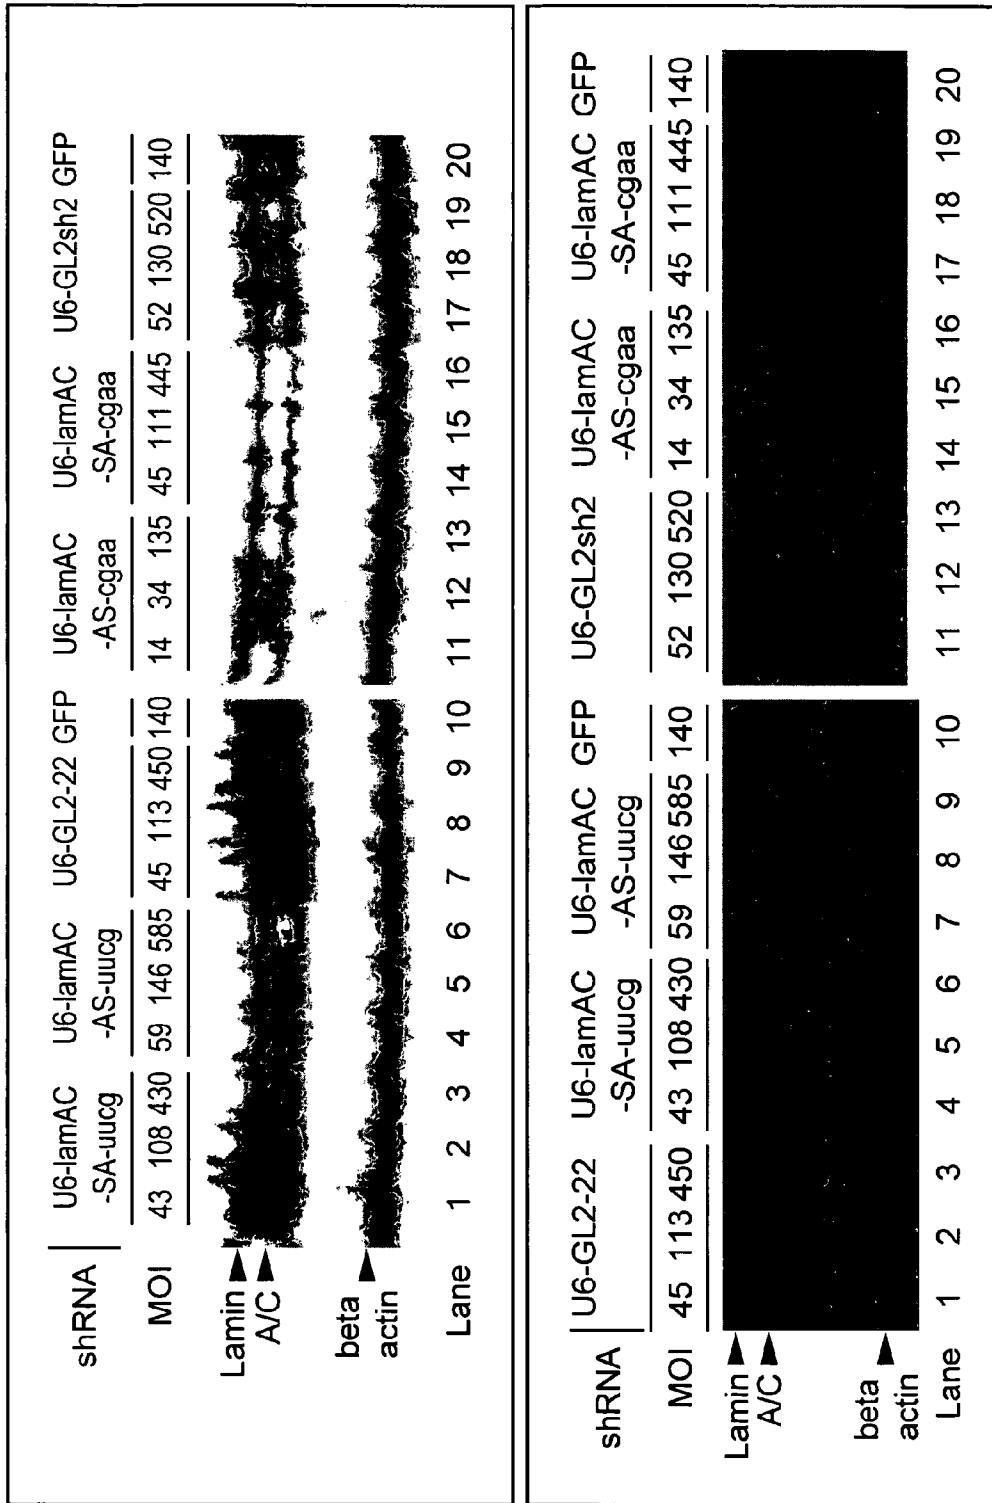 shRNA U6-lamAC U6-lamAC U6-GL2-22 GFP U6-lamAC U6-lamAC U6-GL2sh2 GFP
-SA-uucg -AS-uucg -AS-cgaa -SA-cgaa
MOI 43 108 430 59 146 585 45 113 450 140 14 34 135 45 111 445 52 130 520 140
Lamin
A/C
beta
actin
Lane 1 2 3 4 5 6 7 8 9 10 11 12 13 14 15 16 17 18 19 20
shRNA U6-GL2-22 U6-lamAC U6-lamAC GFP U6-GL2sh2 U6-lamAC U6-lamAC GFP
-SA-uucg -AS-uucg -AS-cgaa -SA-cgaa
MOI 45 113 450 43 108 430 59 146 585 140 52 130 520 14 34 135 45 111 445 140
Lamin
A/C
beta
actin
Lane 1 2 3 4 5 6 7 8 9 10 11 12 13 14 15 16 17 18 19 20